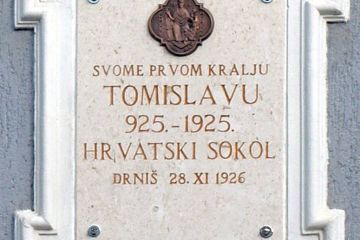 SVOME PRVOM KRALJU
TOMISLAVU
925.-1925.
HRVATSKI SOKOL
DRNIŠ 28. XI 1926